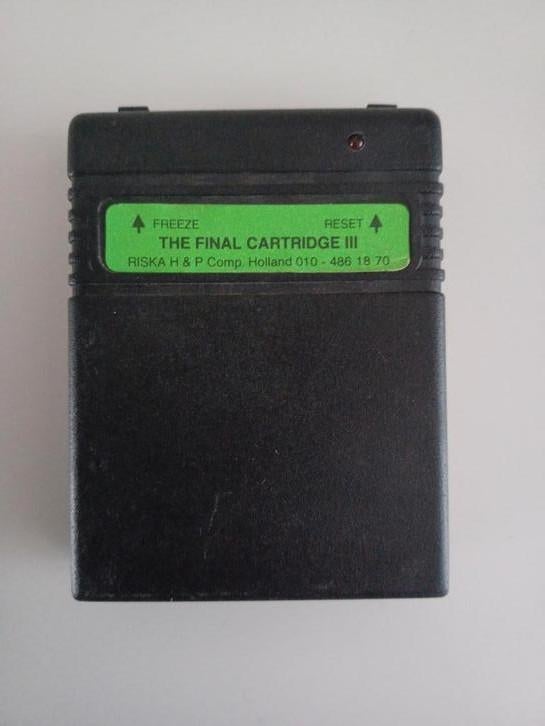 FREEZE RESET
THE FINAL CARTRIDGE III
RISKA H & P Comp. Holland 010 - 486 18 70